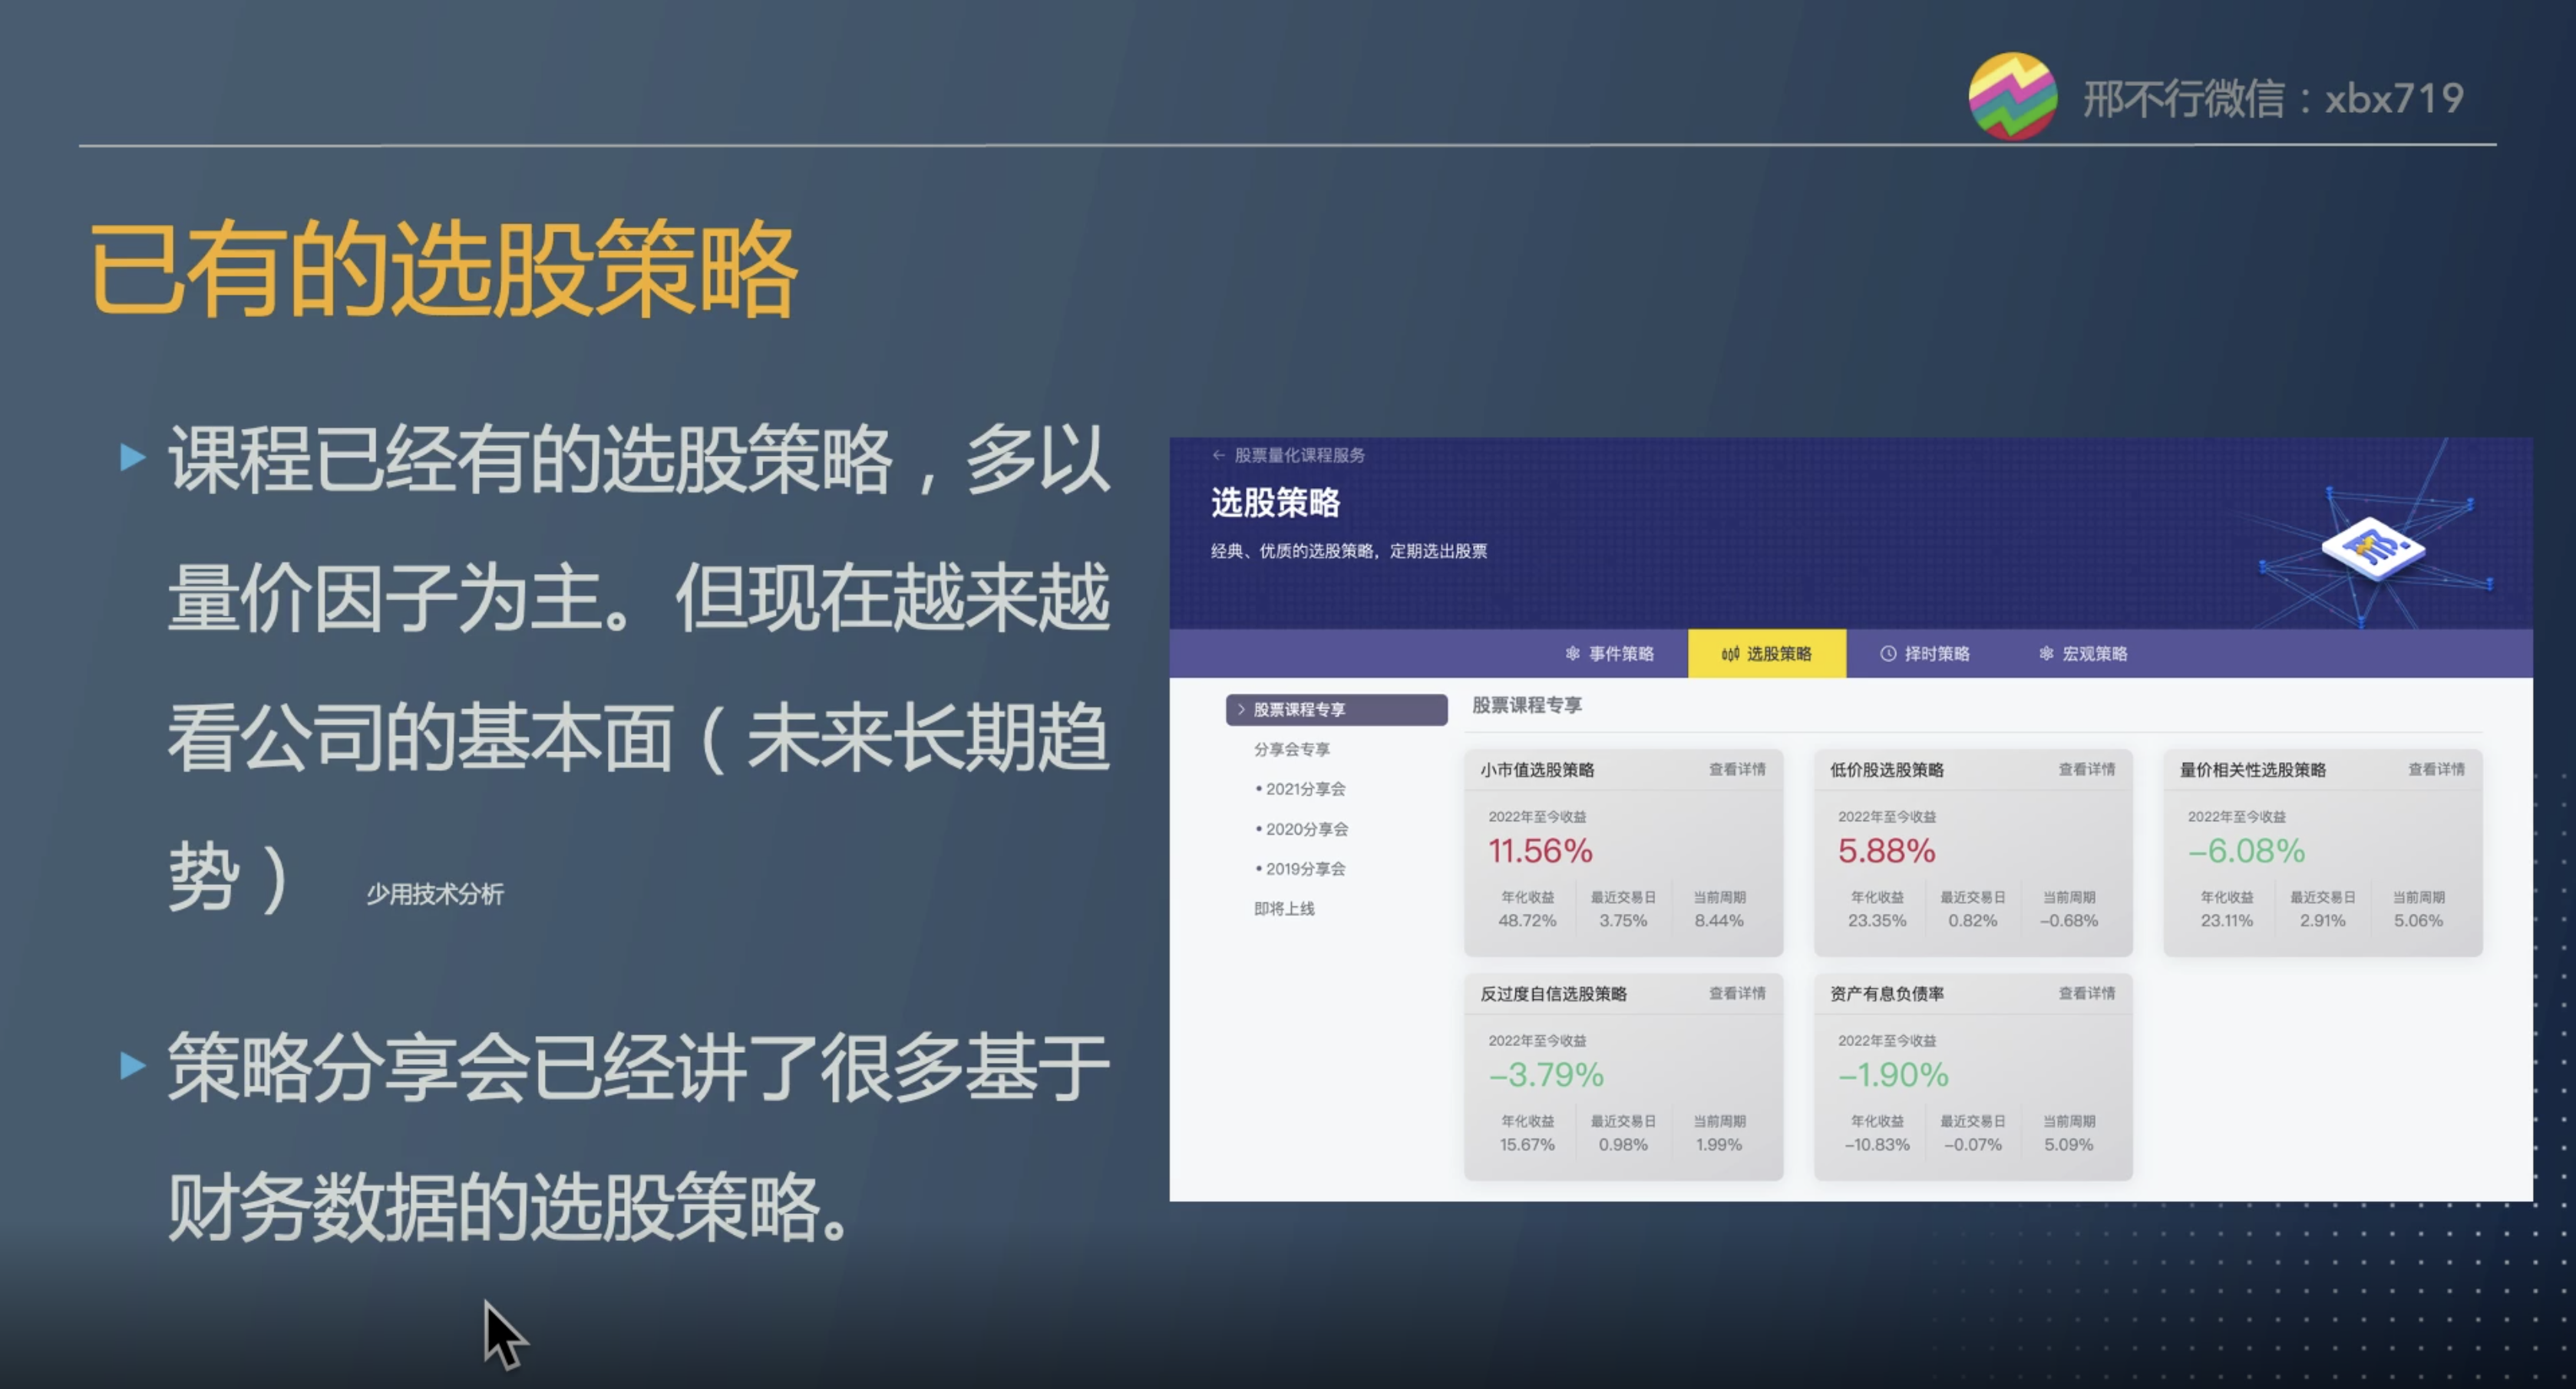 邢不行微信：xbx719
已有的选股策略
课程已经有的选股策略，多以
量价因子为主。但现在越来越
看公司的基本面（未来长期趋
势） 少用技术分析
策略分享会已经讲了很多基于
财务数据的选股策略。
← 股票量化课程服务
选股策略
经典、优质的选股策略，定期选出股票
事件策略 选股策略 择时策略 宏观策略
> 股票课程专享
分享会专享
• 2021分享会
• 2020分享会
• 2019分享会
即将上线
股票课程专享
小市值选股策略 查看详情
2022年至今收益
11.56%
年化收益 最近交易日 当前周期
48.72% 3.75% 8.44%
低价股选股策略 查看详情
2022年至今收益
5.88%
年化收益 最近交易日 当前周期
23.35% 0.82% -0.68%
量价相关性选股策略 查看详情
2022年至今收益
-6.08%
年化收益 最近交易日 当前周期
23.11% 2.91% 5.06%
反过度自信选股策略 查看详情
2022年至今收益
-3.79%
年化收益 最近交易日 当前周期
15.67% 0.98% 1.99%
资产有息负债率 查看详情
2022年至今收益
-1.90%
年化收益 最近交易日 当前周期
-10.83% -0.07% 5.09%